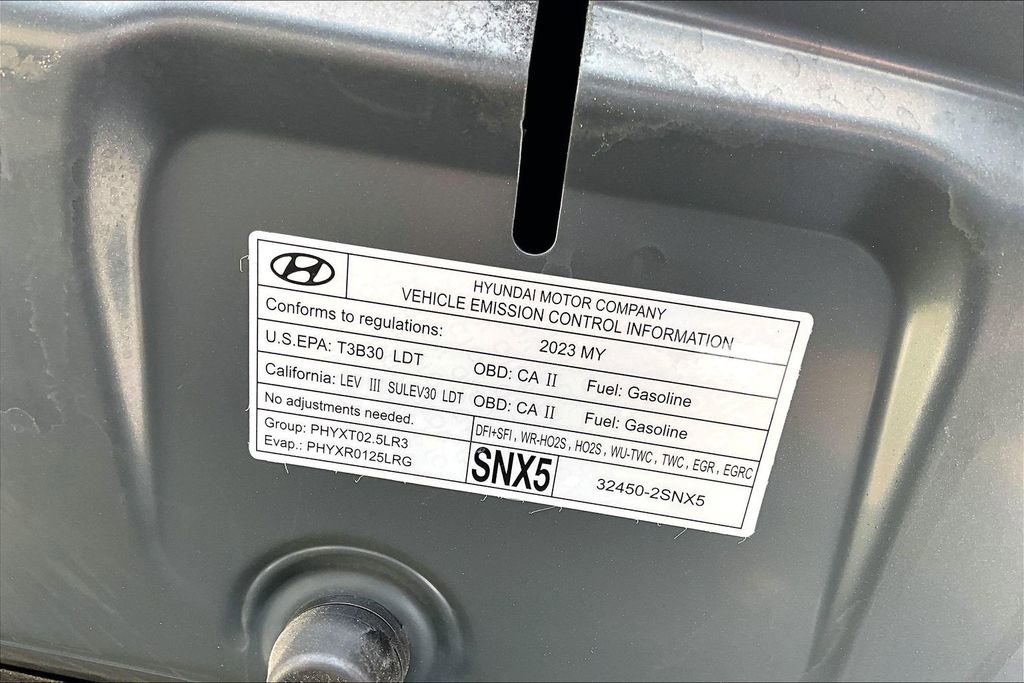 HYUNDAI MOTOR COMPANY
VEHICLE EMISSION CONTROL INFORMATION
Conforms to regulations: 2023 MY
U.S.EPA: T3B30 LDT OBD: CA II Fuel: Gasoline
California: LEV III SULEV30 LDT OBD: CA II Fuel: Gasoline
No adjustments needed. DFI+SFI, WR-HO2S, HO2S, WU-TWC, TWC, EGR, EGRC
Group: PHYXT02.5LR3
Evap.: PHYXR0125LRG
SNX5 32450-2SNX5